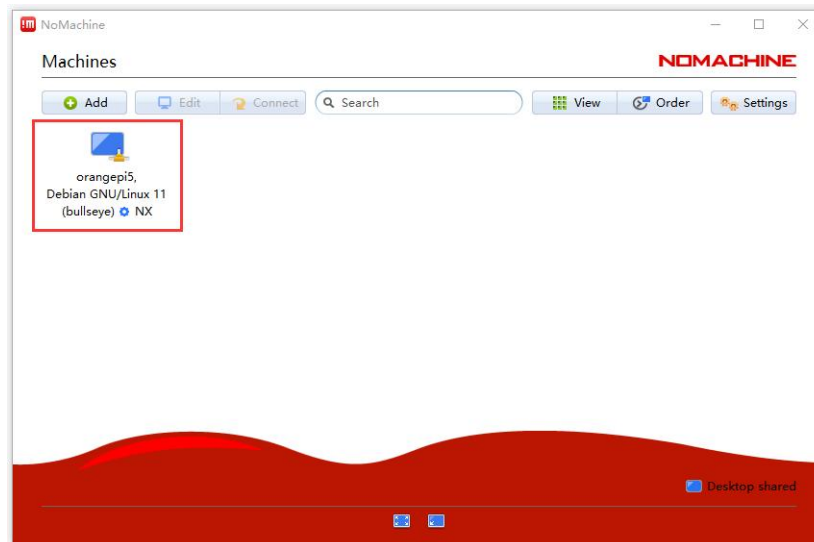 !m NoMachine
Machines
NOMACHINE
Add
Edit
Connect
Search
View
Order
Settings
orangepi5,
Debian GNU/Linux 11
(bullseye) NX
Desktop shared